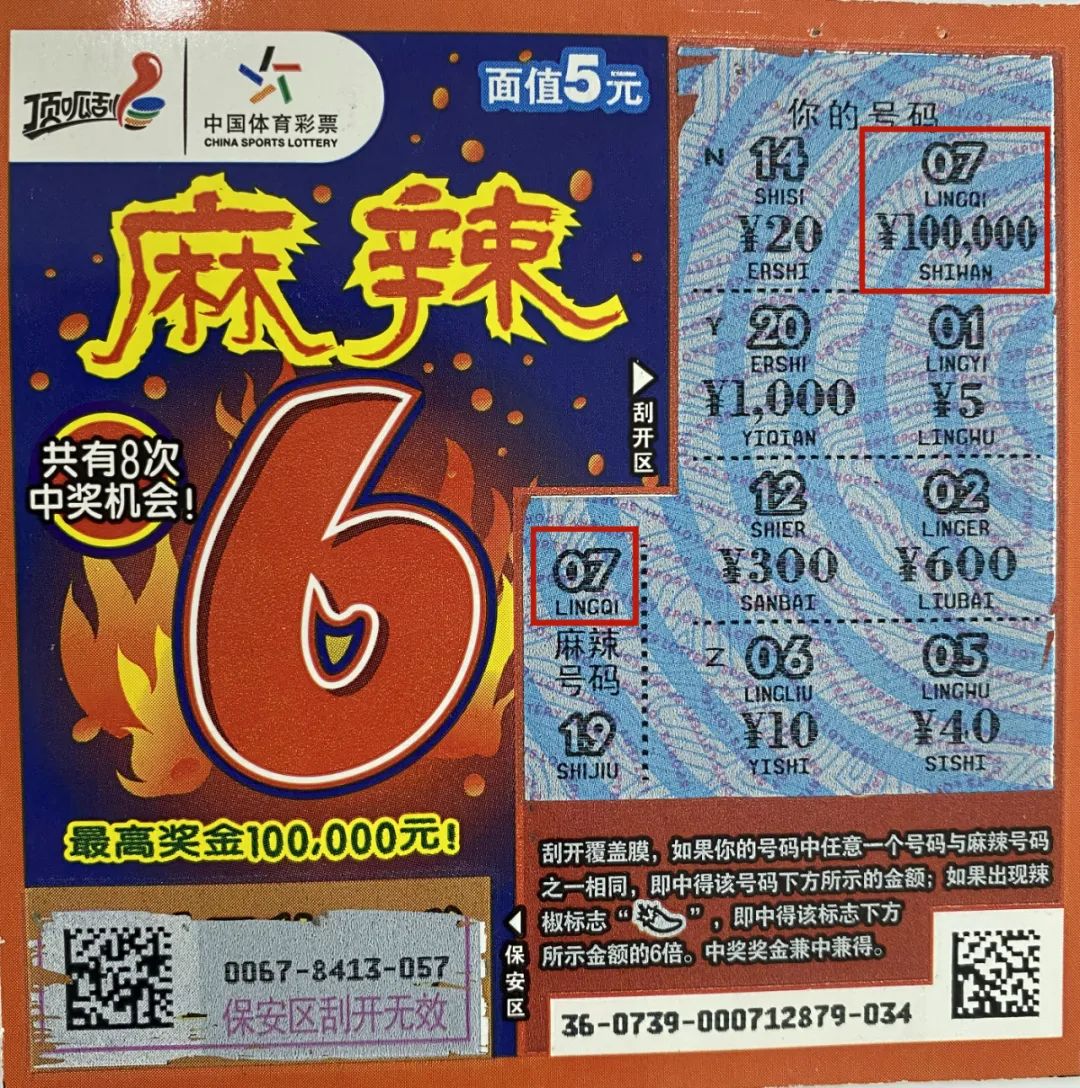 顶呱刮
中国体育彩票
CHINA SPORTS LOTTERY
面值5元
麻辣
6
共有8次
中奖机会!
最高奖金100,000元!
刮开区
你的号码
N
14
SHISI
¥20
ERSHI
07
LINGQI
¥100,000
SHIWAN
Y
20
ERSHI
¥1,000
YIQIAN
01
LINGYI
¥5
LINGWU
12
SHIER
¥300
SANBAI
02
LINGER
¥600
LIUBAI
Z
06
LINGLIU
¥10
YISHI
05
LINGWU
¥40
SISHI
07
LINGQI
麻辣
号码
19
SHIJIU
刮开覆盖膜，如果你的号码中任意一个号码与麻辣号码
之一相同，即中得该号码下方所示的金额；如果出现辣
椒标志“ ”，即中得该标志下方
所示金额的6倍。中奖奖金兼中兼得。
保安区
0067-8413-057
保安区刮开无效
36-0739-000712879-034